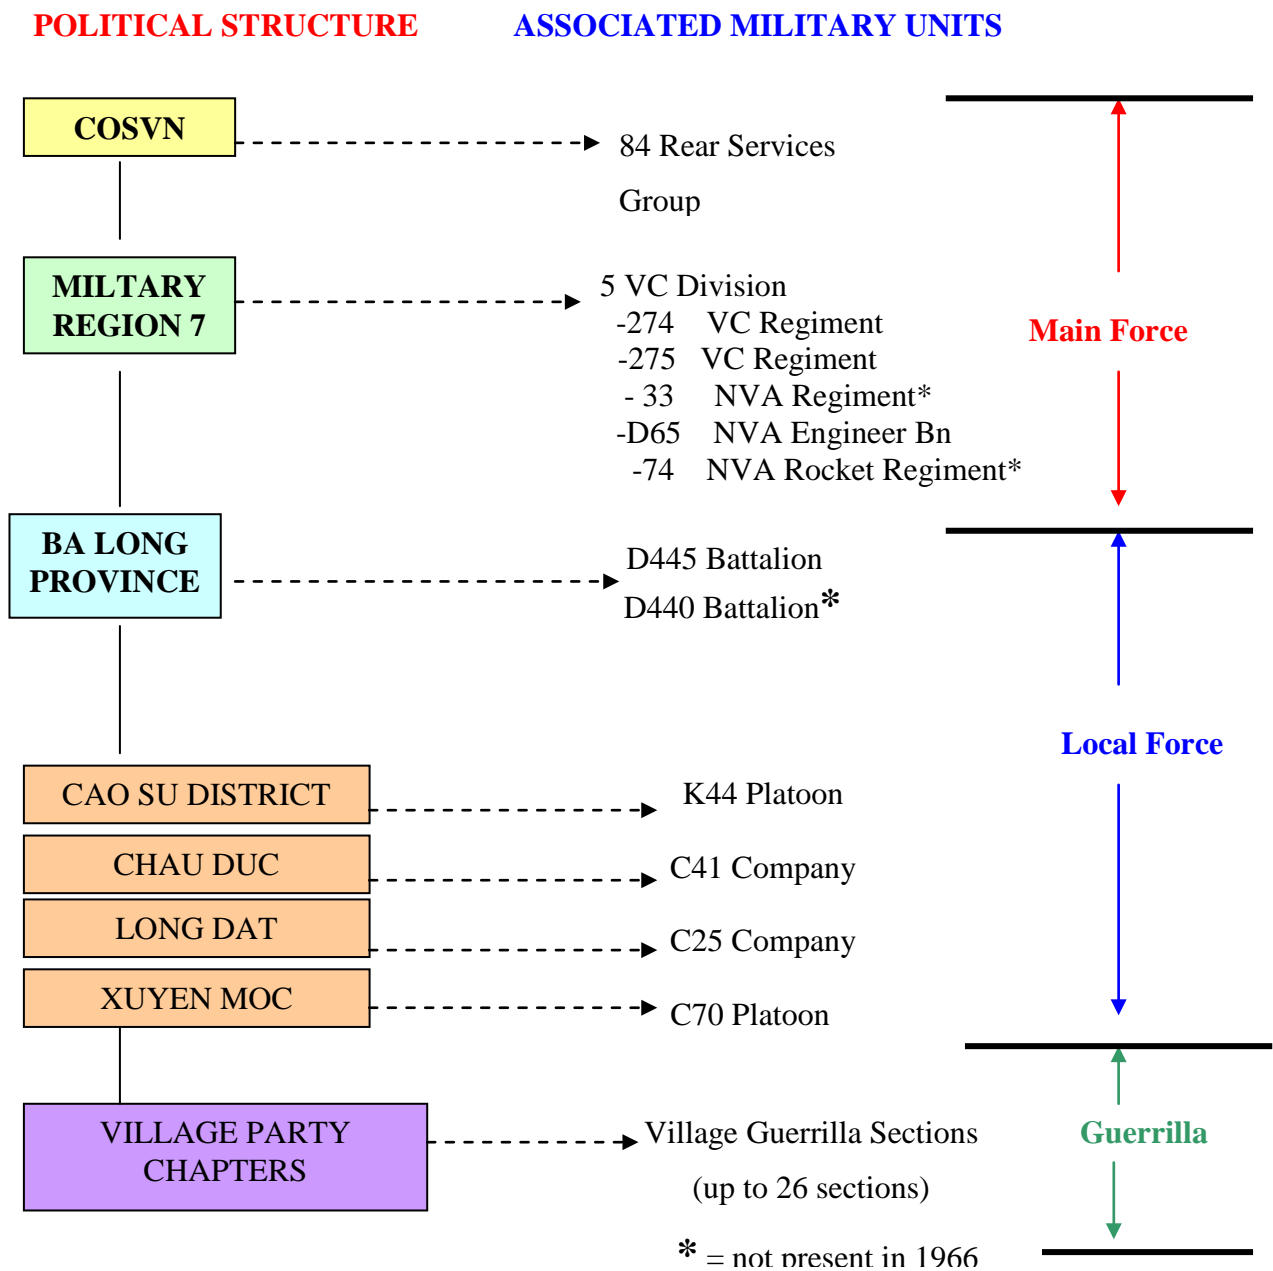 POLITICAL STRUCTURE
ASSOCIATED MILITARY UNITS
COSVN
84 Rear Services
Group
MILTARY
REGION 7
5 VC Division
-274 VC Regiment
-275 VC Regiment
- 33 NVA Regiment*
-D65 NVA Engineer Bn
-74 NVA Rocket Regiment*
Main Force
BA LONG
PROVINCE
D445 Battalion
D440 Battalion*
Local Force
CAO SU DISTRICT
K44 Platoon
CHAU DUC
C41 Company
LONG DAT
C25 Company
XUYEN MOC
C70 Platoon
VILLAGE PARTY
CHAPTERS
Village Guerrilla Sections
(up to 26 sections)
Guerrilla
* = not present in 1966